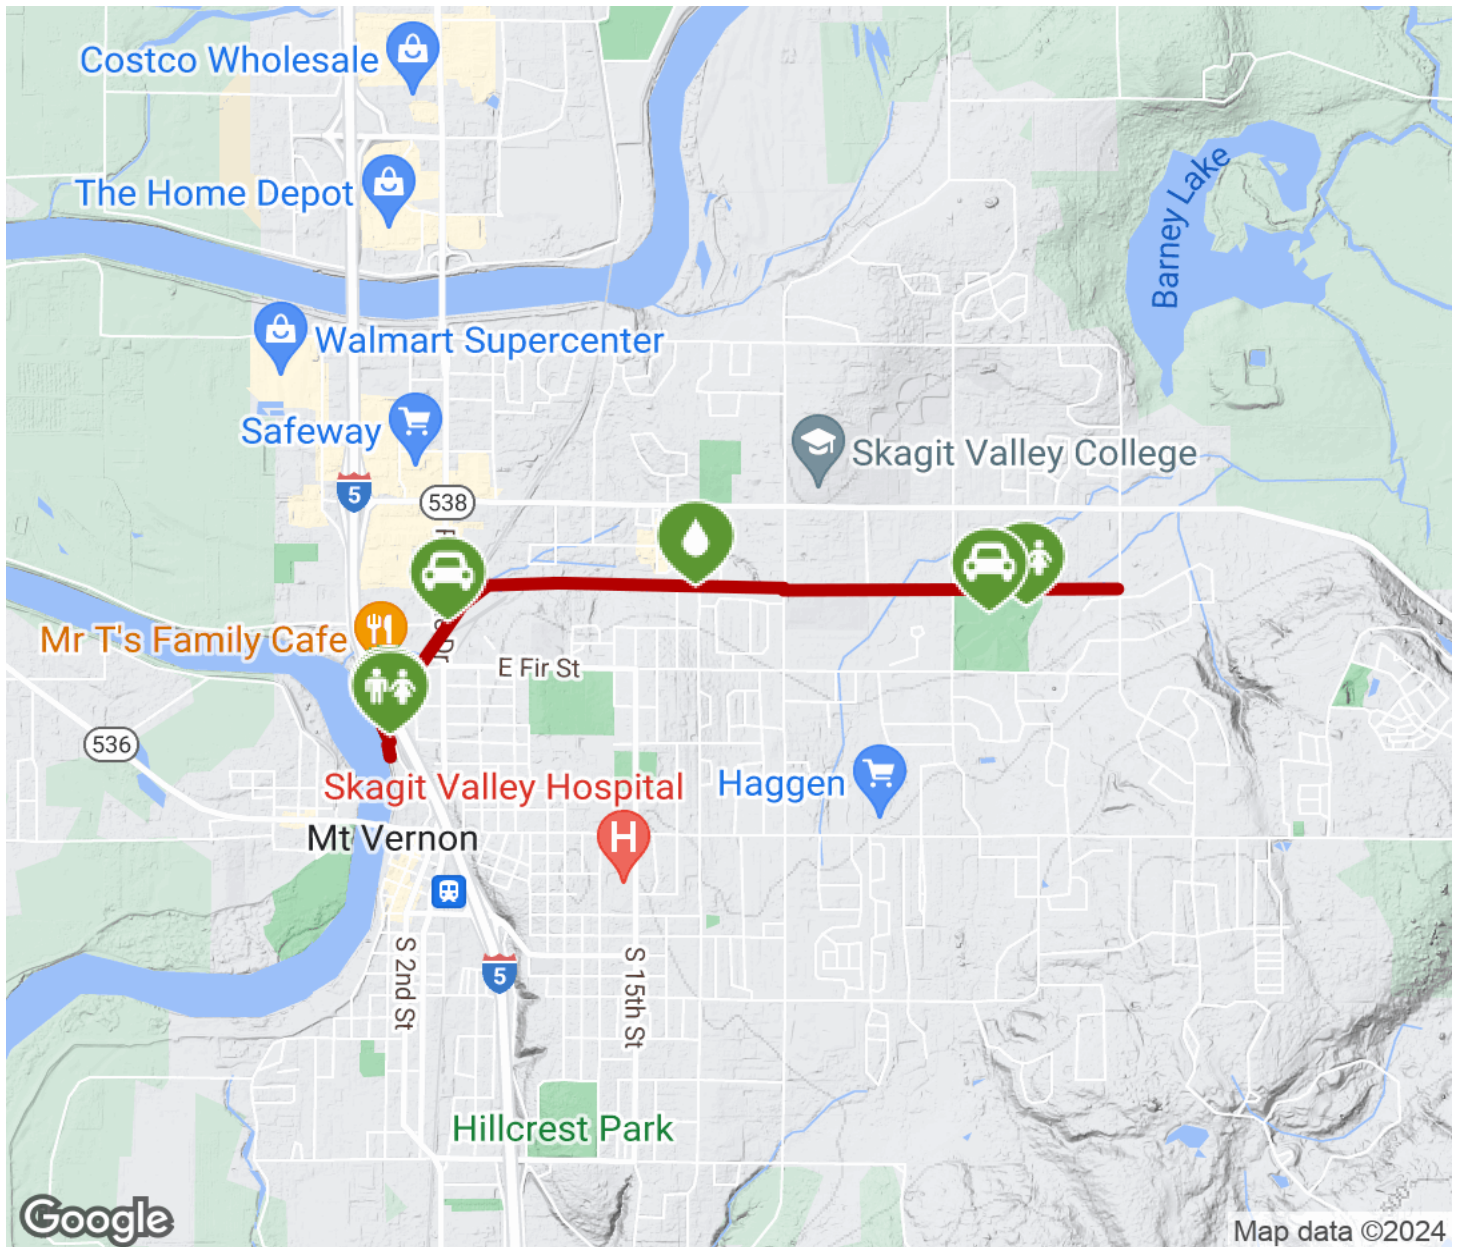 Costco Wholesale
The Home Depot
Barney Lake
Walmart Supercenter
Safeway
Skagit Valley College
5
538
Mr T's Family Cafe
E Fir St
536
Skagit Valley Hospital
Haggen
H
Mt Vernon
S 2nd St
5
S 15th St
Hillcrest Park
Google
Map data ©2024